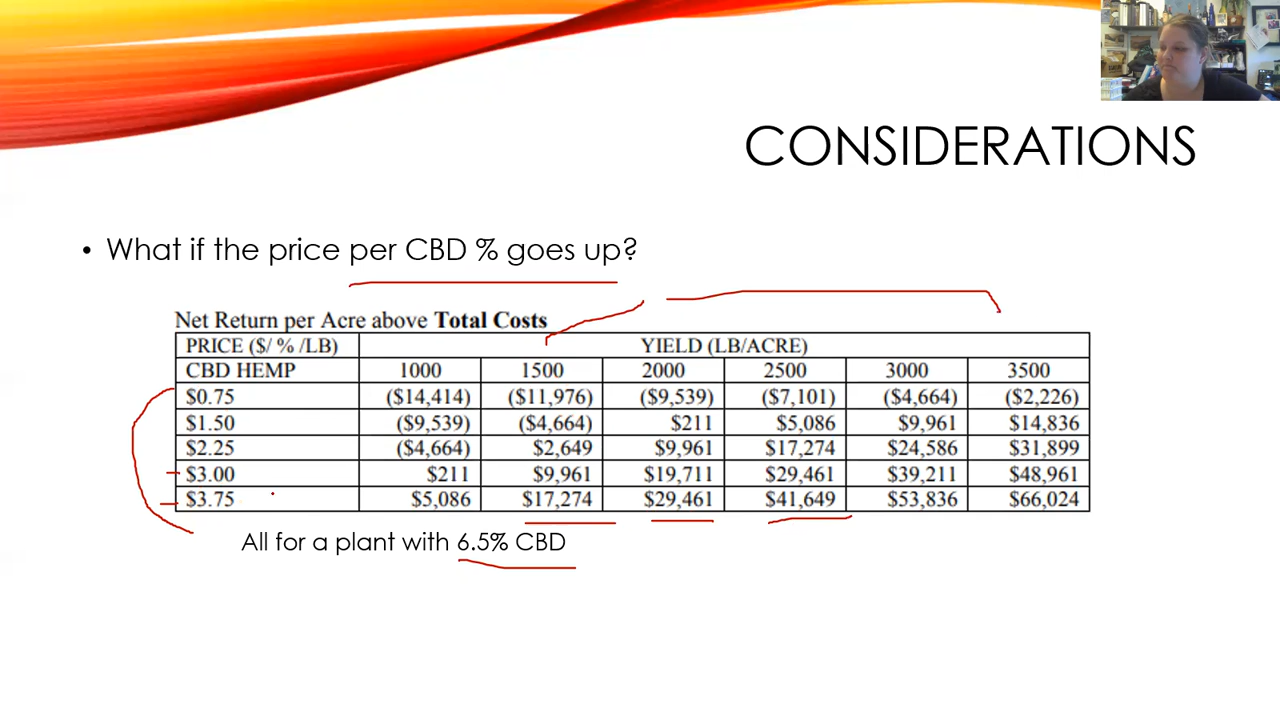 CONSIDERATIONS
• What if the price per CBD % goes up?
Net Return per Acre above Total Costs
PRICE ($/ % /LB) YIELD (LB/ACRE)
CBD HEMP 1000 1500 2000 2500 3000 3500
$0.75 ($14,414) ($11,976) ($9,539) ($7,101) ($4,664) ($2,226)
$1.50 ($9,539) ($4,664) $211 $5,086 $9,961 $14,836
$2.25 ($4,664) $2,649 $9,961 $17,274 $24,586 $31,899
$3.00 $211 $9,961 $19,711 $29,461 $39,211 $48,961
$3.75 $5,086 $17,274 $29,461 $41,649 $53,836 $66,024
All for a plant with 6.5% CBD